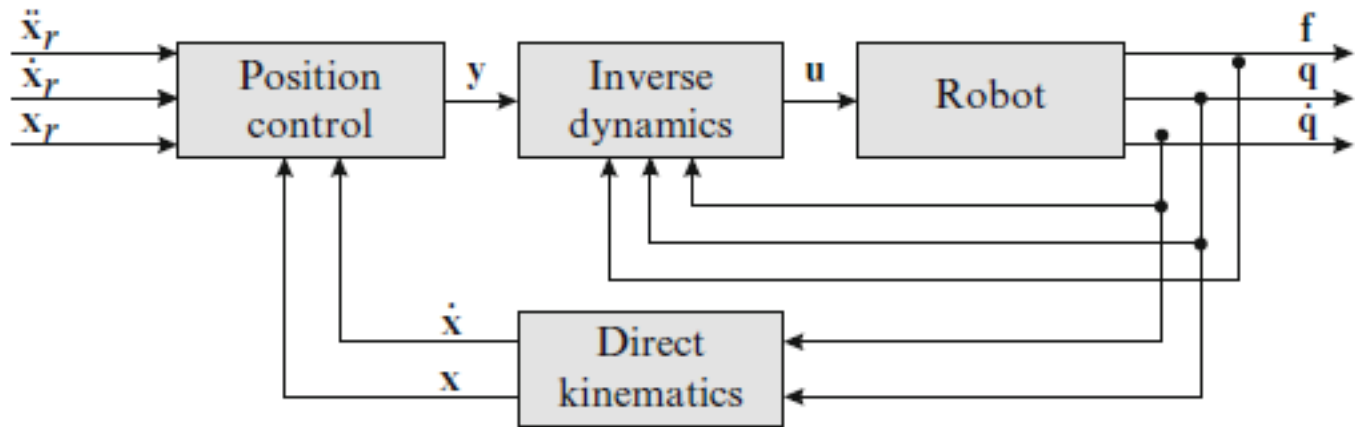 ẍr
ẋr
xr
Position
control
y
Inverse
dynamics
u
Robot
f
q
q̇
ẋ
x
Direct
kinematics